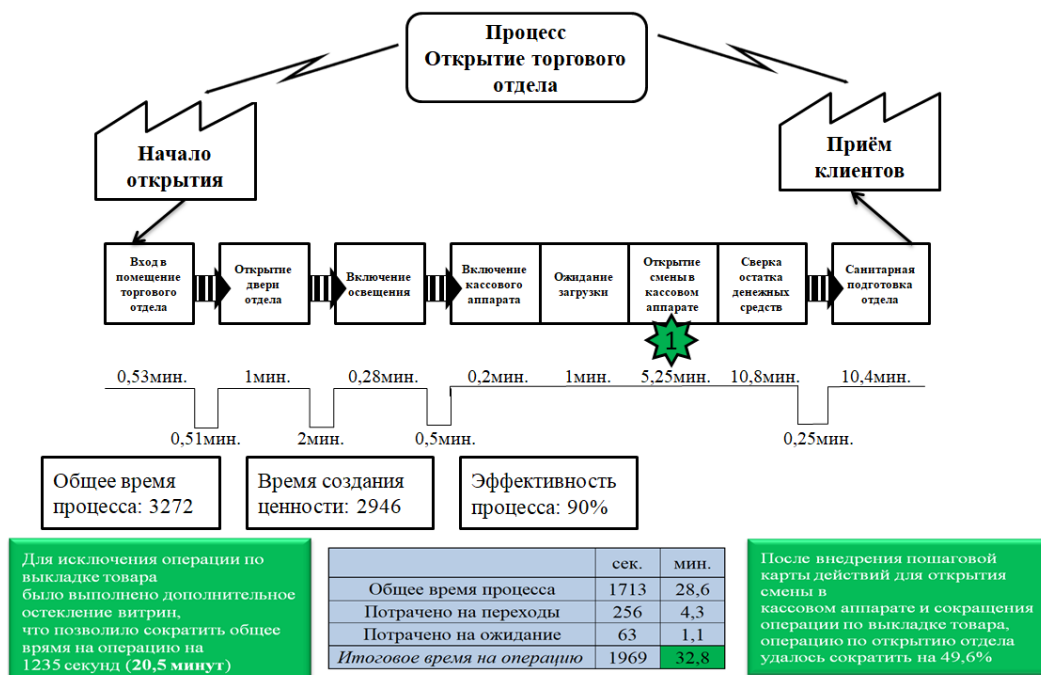 Процесс
Открытие торгового
отдела
Начало
открытия
Приём
клиентов
Вход в
помещение
торгового
отдела
Открытие
двери
отдела
Включение
освещения
Включение
кассового
аппарата
Ожидание
загрузки
Открытие
смены в
кассовом
аппарате
Сверка
остатка
денежных
средств
Санитарная
подготовка
отдела
1
0,53мин.
1мин.
0,28мин.
0,2мин.
1мин.
5,25мин.
10,8мин.
10,4мин.
0,51мин.
2мин.
0,5мин.
0,25мин.
Общее время
процесса: 3272
Время создания
ценности: 2946
Эффективность
процесса: 90%
Для исключения операции по
выкладке товара
было выполнено дополнительное
остекление витрин,
что позволило сократить общее
врямя на операцию на
1235 секунд (20,5 минут)
сек. мин.
Общее время процесса 1713 28,6
Потрачено на переходы 256 4,3
Потрачено на ожидание 63 1,1
Итоговое время на операцию 1969 32,8
После внедрения пошаговой
карты действий для открытия
смены в
кассовом аппарате и сокращения
операции по выкладке товара,
операцию по открытию отдела
удалось сократить на 49,6%